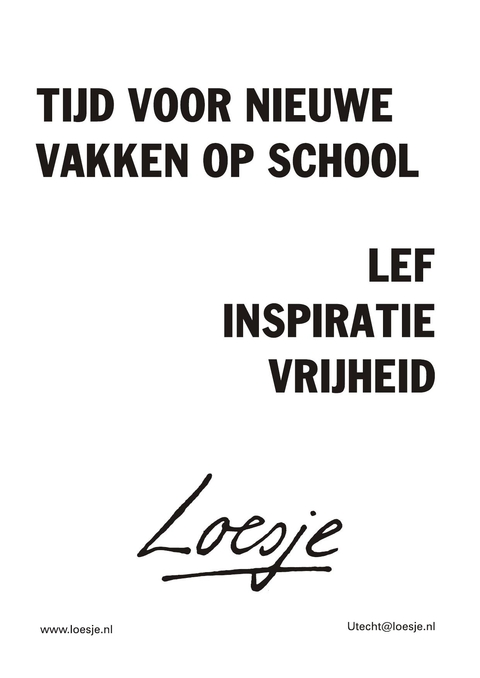 TIJD VOOR NIEUWE
VAKKEN OP SCHOOL
LEF
INSPIRATIE
VRIJHEID
Loesje
www.loesje.nl
Utecht@loesje.nl